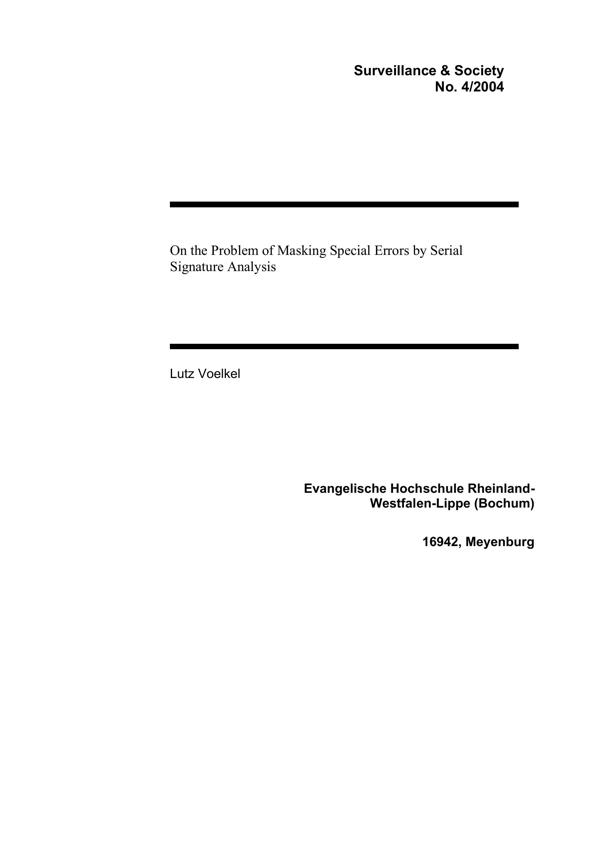 Surveillance & Society
No. 4/2004
On the Problem of Masking Special Errors by Serial
Signature Analysis
Lutz Voelkel
Evangelische Hochschule Rheinland-
Westfalen-Lippe (Bochum)
16942, Meyenburg